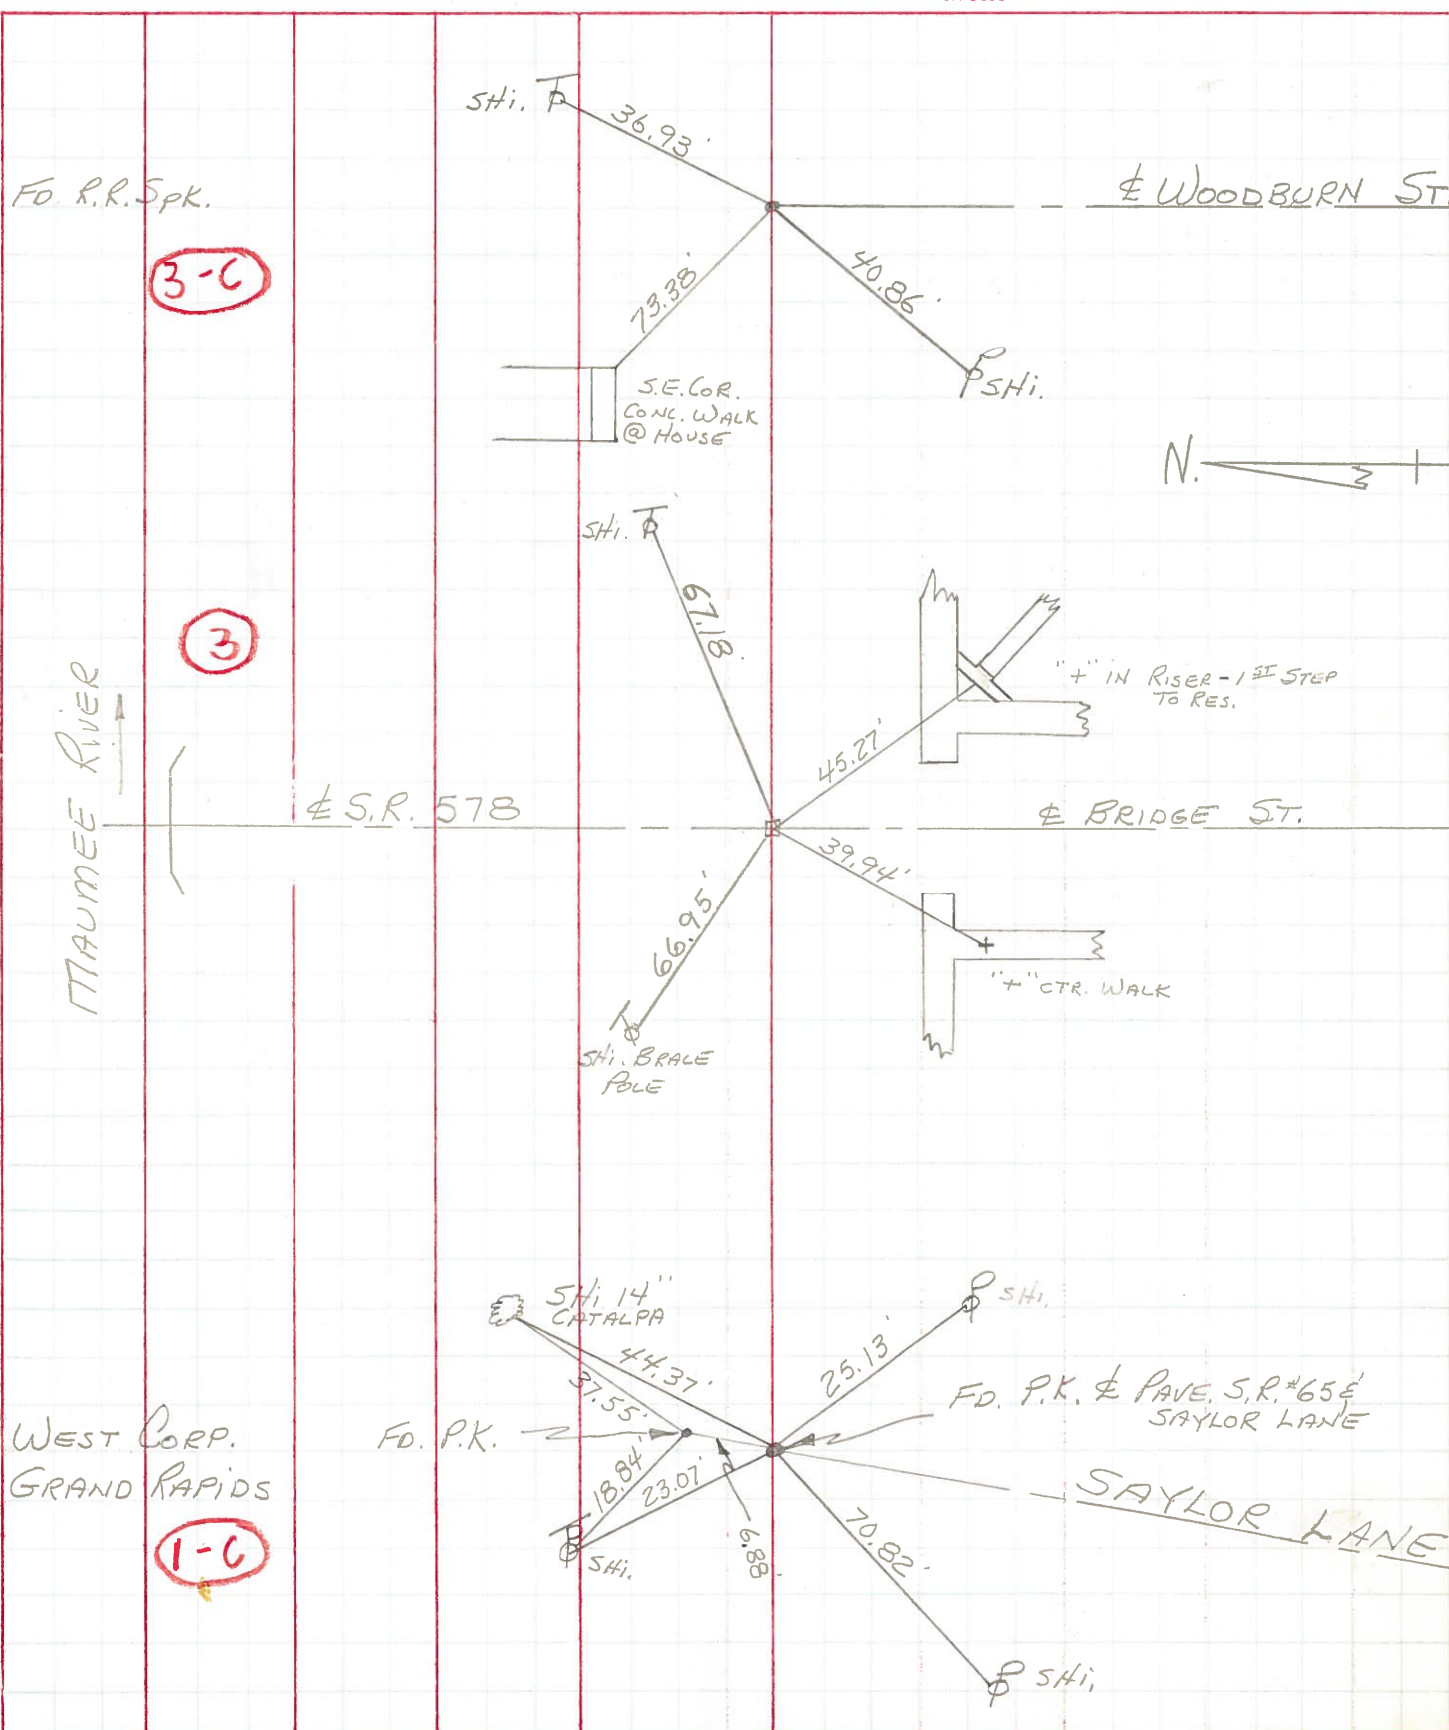 SHi.
36.93'
FD. R.R. SPK.
℄ WOODBURN ST.
3-C
73.38'
40.86'
S.E. COR.
CONC. WALK
@ HOUSE
SHi.
N.
SHi.
67.18'
3
"+" IN RISER - 1ST STEP
TO RES.
MAUMEE RIVER
45.27'
℄ S.R. 578
℄ BRIDGE ST.
39.94'
66.95'
"+" CTR. WALK
SHi. BRACE
POLE
SHi 14"
CATALPA
SHi.
44.37'
25.13'
37.55'
FD. P.K. ℄ PAVE. S.R. #65 &
SAYLOR LANE
WEST CORP.
GRAND RAPIDS
FD. P.K.
18.84'
23.07'
SAYLOR LANE
1-C
6.88'
70.82'
SHi.
SHi.